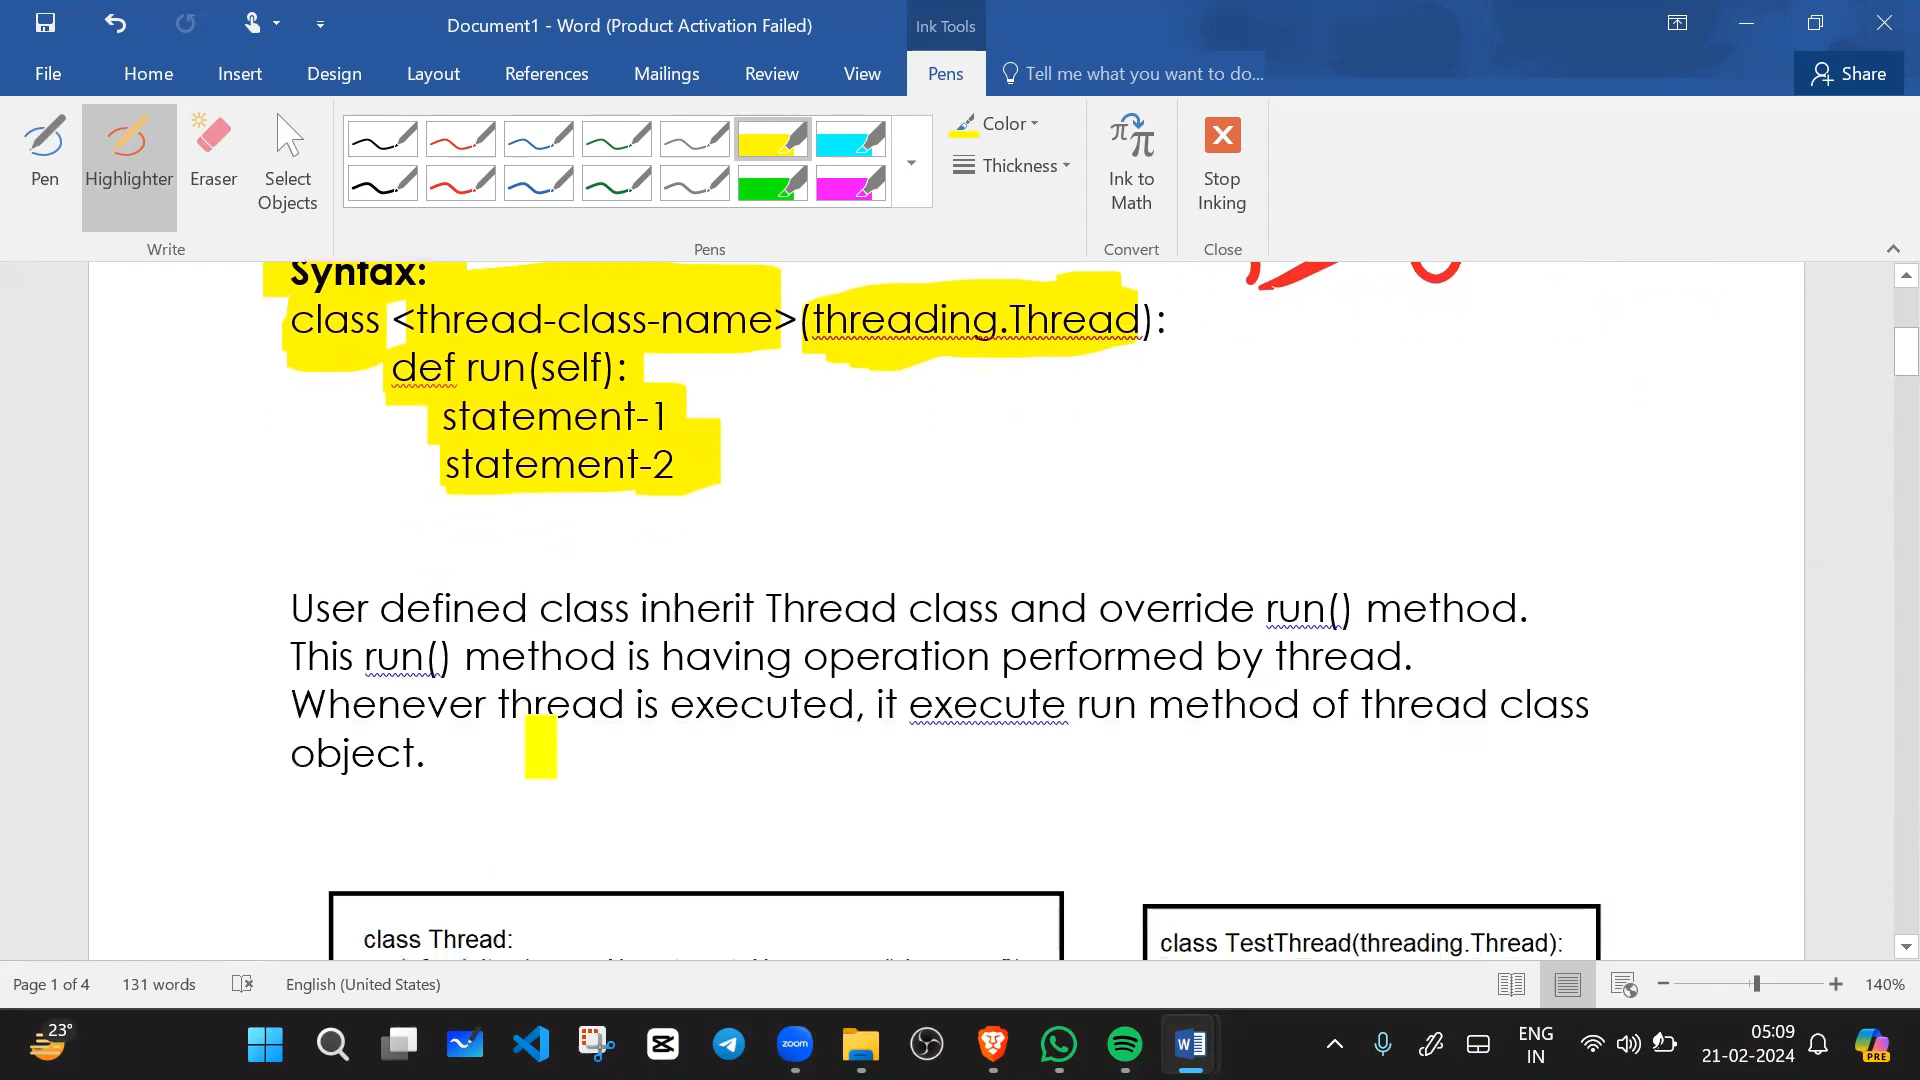 Document1 - Word (Product Activation Failed)
Ink Tools
File
Home
Insert
Design
Layout
References
Mailings
Review
View
Pens
Tell me what you want to do...
Share
Pen
Highlighter
Eraser
Select
Objects
Color
Thickness
Ink to
Math
Stop
Inking
Write
Pens
Convert
Close
Syntax:
class <thread-class-name>(threading.Thread):
def run(self):
statement-1
statement-2
User defined class inherit Thread class and override run() method.
This run() method is having operation performed by thread.
Whenever thread is executed, it execute run method of thread class
object.
class Thread:
class TestThread(threading.Thread):
Page 1 of 4
131 words
English (United States)
140%
23°
zoom
ENG
IN
05:09
21-02-2024
PRE